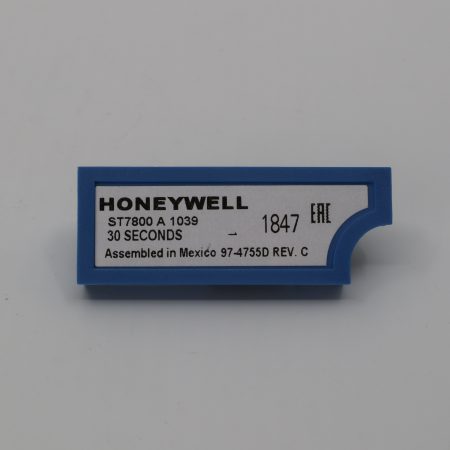 HONEYWELL
ST7800 A 1039
30 SECONDS - 1847 EAC
Assembled in Mexico 97-4755D REV. C